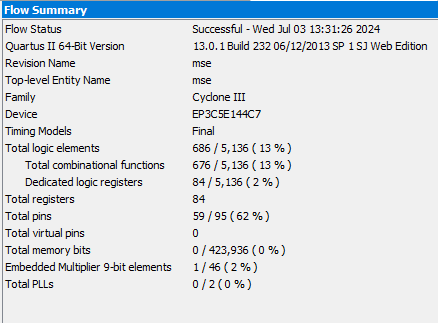 Flow Summary
Flow Status Successful - Wed Jul 03 13:31:26 2024
Quartus II 64-Bit Version 13.0.1 Build 232 06/12/2013 SP 1 SJ Web Edition
Revision Name mse
Top-level Entity Name mse
Family Cyclone III
Device EP3C5E144C7
Timing Models Final
Total logic elements 686 / 5,136 ( 13 % )
Total combinational functions 676 / 5,136 ( 13 % )
Dedicated logic registers 84 / 5,136 ( 2 % )
Total registers 84
Total pins 59 / 95 ( 62 % )
Total virtual pins 0
Total memory bits 0 / 423,936 ( 0 % )
Embedded Multiplier 9-bit elements 1 / 46 ( 2 % )
Total PLLs 0 / 2 ( 0 % )